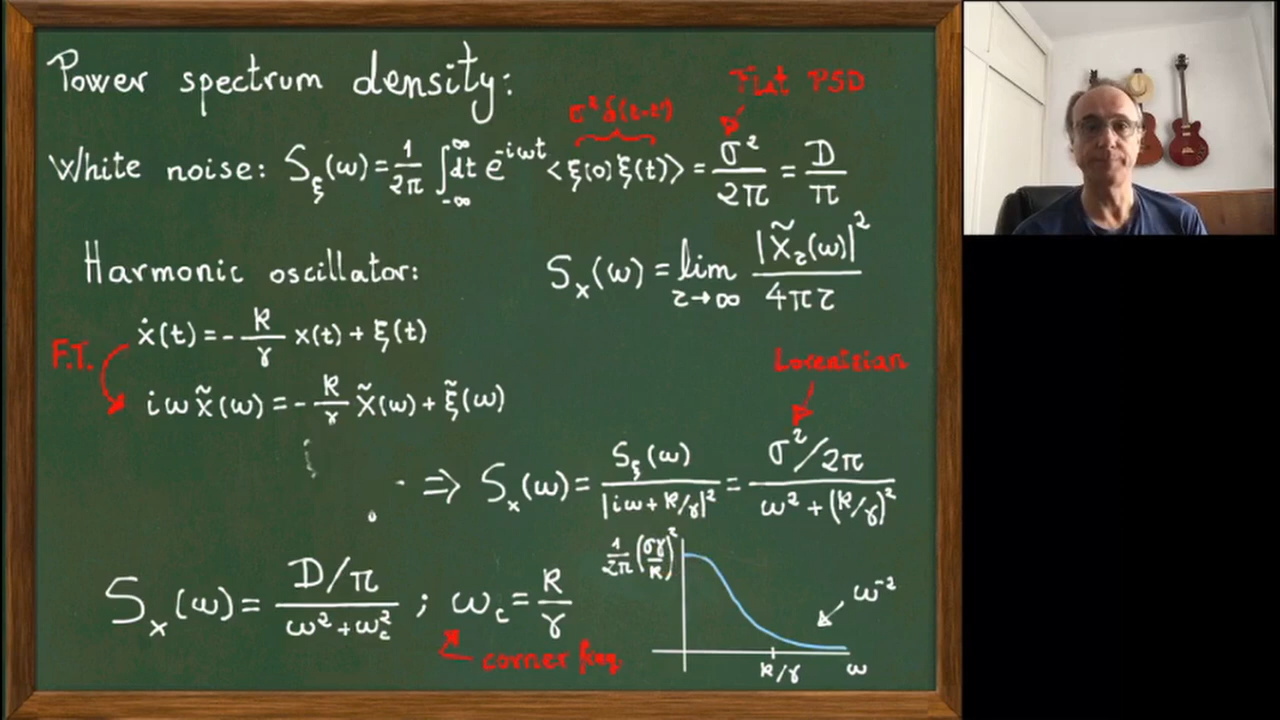 Power spectrum density:
Flat PSD
σ² δ(t-t')
White noise: S_ξ(ω) = 1/2π ∫_{-∞}^{∞} dt e^{-iωt} <ξ(0) ξ(t)> = σ²/2π = D/π
Harmonic oscillator:
S_x(ω) = lim_{τ→∞} |x̃_τ(ω)|²/4πτ
ẋ(t) = - k/γ x(t) + ξ(t)
F.T.
iω x̃(ω) = - k/γ x̃(ω) + ξ̃(ω)
Lorentzian
⇒ S_x(ω) = S_ξ(ω)/|iω + k/γ|² = σ²/2π / ω² + (k/γ)²
S_x(ω) = D/π / ω² + ω_c² ; ω_c = k/γ
corner freq.
1/2π (σγ/k)²
ω⁻²
k/γ
ω